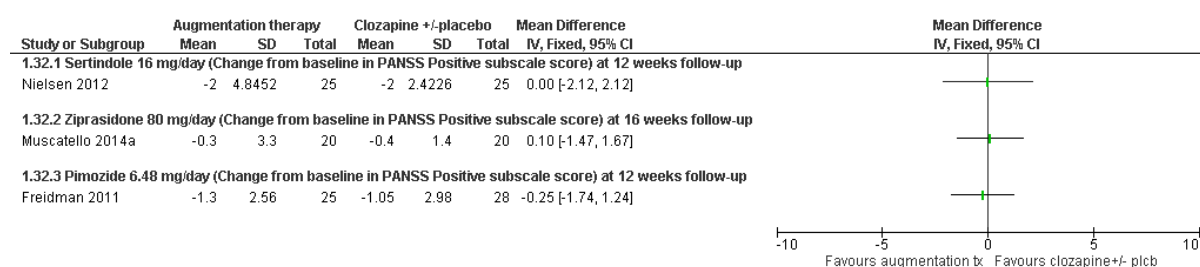 Augmentation therapy Clozapine +/-placebo Mean Difference Mean Difference
Study or Subgroup Mean SD Total Mean SD Total IV, Fixed, 95% CI IV, Fixed, 95% CI
1.32.1 Sertindole 16 mg/day (Change from baseline in PANSS Positive subscale score) at 12 weeks follow-up
Nielsen 2012 -2 4.8452 25 -2 2.4226 25 0.00 [-2.12, 2.12]
1.32.2 Ziprasidone 80 mg/day (Change from baseline in PANSS Positive subscale score) at 16 weeks follow-up
Muscatello 2014a -0.3 3.3 20 -0.4 1.4 20 0.10 [-1.47, 1.67]
1.32.3 Pimozide 6.48 mg/day (Change from baseline in PANSS Positive subscale score) at 12 weeks follow-up
Freidman 2011 -1.3 2.56 25 -1.05 2.98 28 -0.25 [-1.74, 1.24]
-10 -5 0 5 10
Favours augmentation tx Favours clozapine+/- plcb